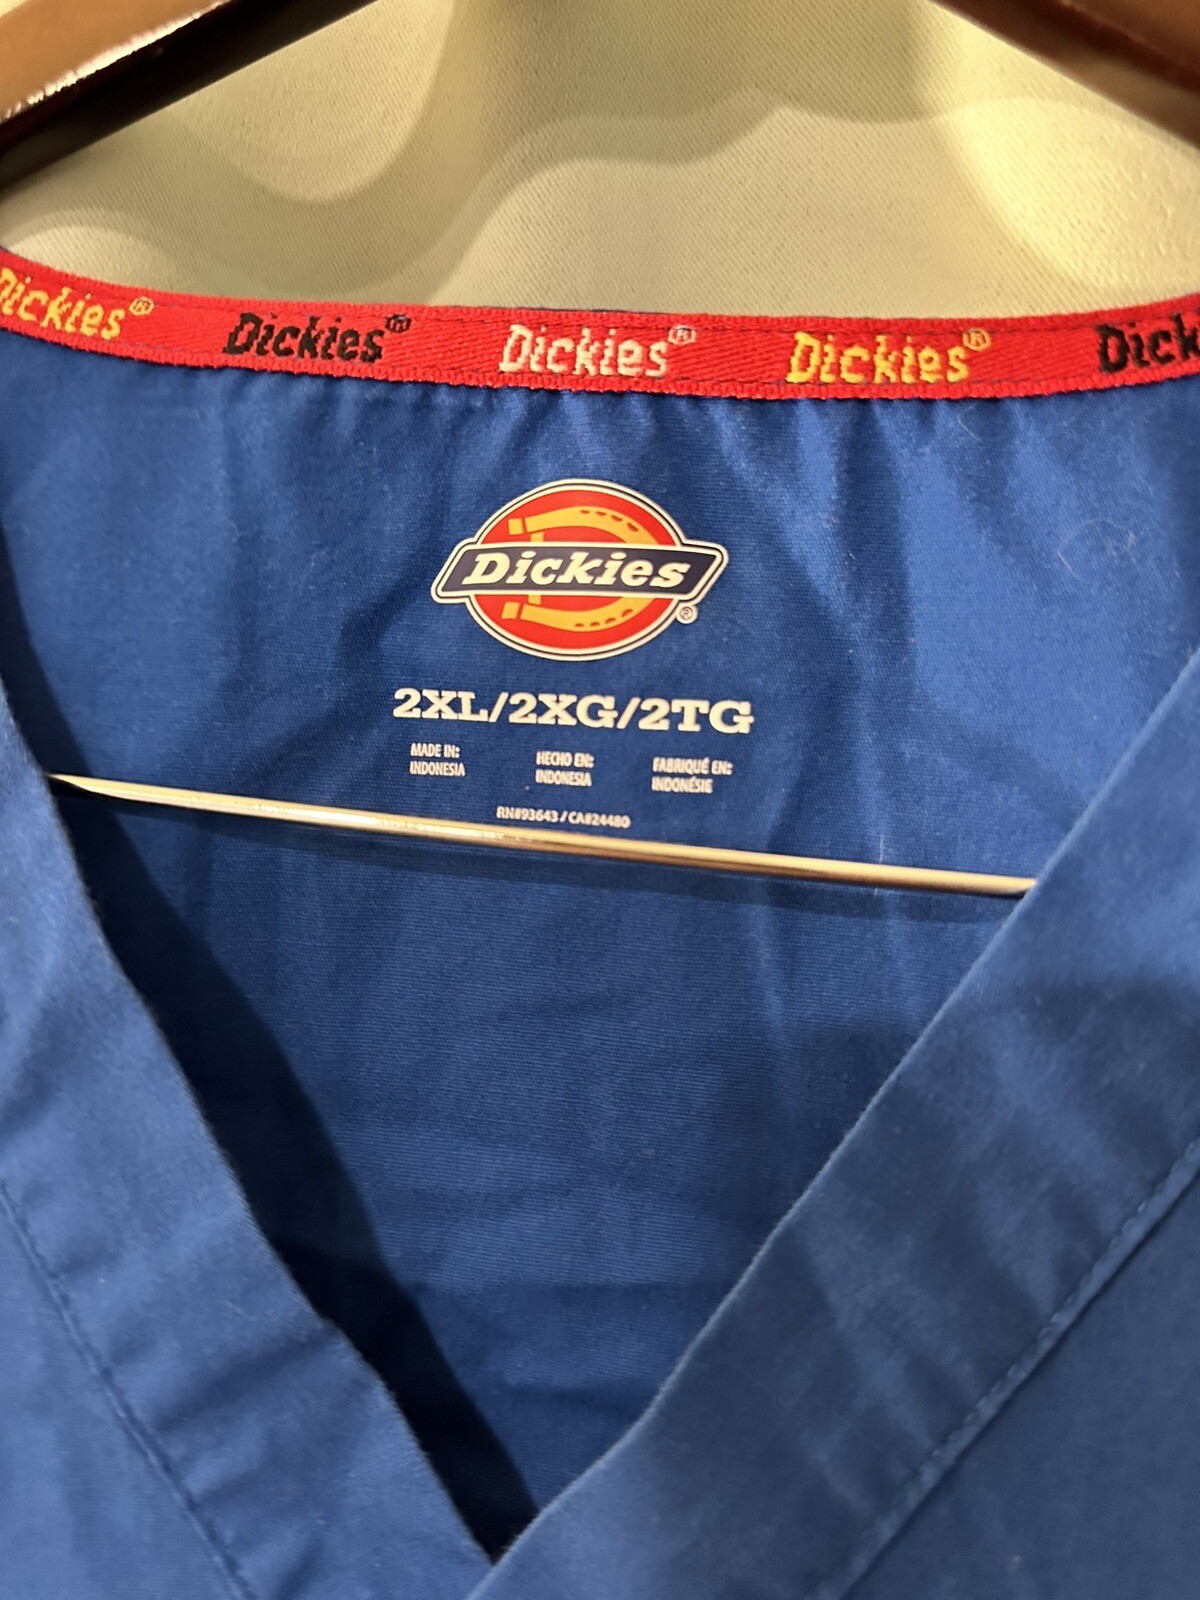 Dickies® Dickies® Dickies® Dickies® Dick
Dickies
®
2XL/2XG/2TG
MADE IN: HECHO EN: FABRIQUÉ EN:
INDONESIA INDONESIA INDONÉSIE
RN#93643 / CA#24480